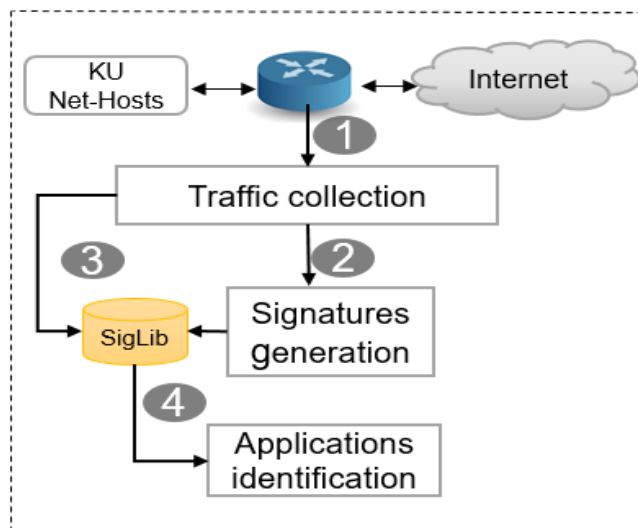 KU
Net-Hosts
Internet
1
Traffic collection
3
2
SigLib
Signatures
generation
4
Applications
identification